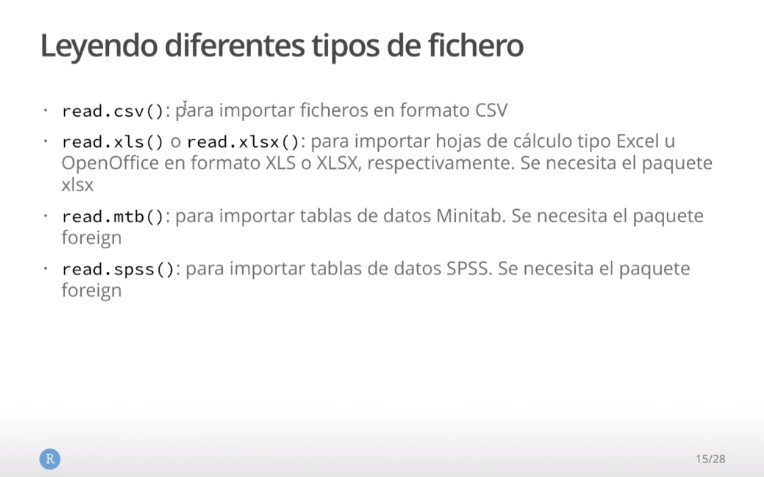 Leyendo diferentes tipos de fichero
· read.csv(): para importar ficheros en formato CSV
· read.xls() o read.xlsx(): para importar hojas de cálculo tipo Excel u
OpenOffice en formato XLS o XLSX, respectivamente. Se necesita el paquete
xlsx
· read.mtb(): para importar tablas de datos Minitab. Se necesita el paquete
foreign
· read.spss(): para importar tablas de datos SPSS. Se necesita el paquete
foreign
R
15/28